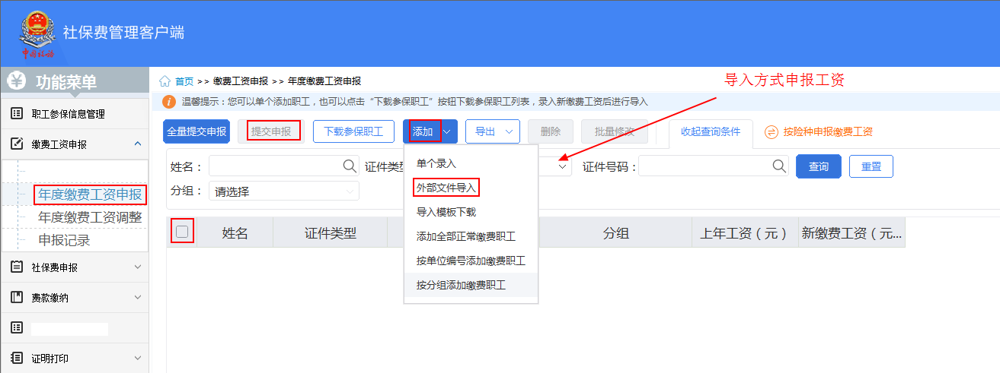 中国税务
社保费管理客户端
功能菜单
首页 >> 缴费工资申报 >> 年度缴费工资申报
导入方式申报工资
温馨提示：您可以单个添加职工，也可以点击“下载参保职工”按钮下载参保职工列表，录入新缴费工资后进行导入
职工参保信息管理
缴费工资申报
年度缴费工资申报
年度缴费工资调整
申报记录
社保费申报
费款缴纳
证明打印
全量提交申报 提交申报 下载参保职工 添加 导出 删除 批量修改 收起查询条件 按险种申报缴费工资
姓名： 证件类型 证件号码： 查询 重置
分组： 请选择
单个录入
外部文件导入
导入模板下载
添加全部正常缴费职工
按单位编号添加缴费职工
按分组添加缴费职工
姓名 证件类型 分组 上年工资（元） 新缴费工资（元...